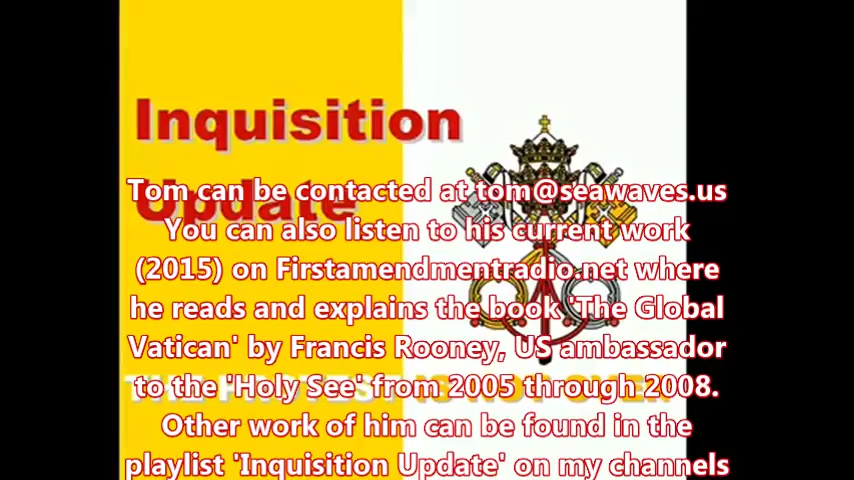 Inquisition
Update
Tom can be contacted at tom@seawaves.us
You can also listen to his current work
(2015) on Firstamendmentradio.net where
he reads and explains the book 'The Global
Vatican' by Francis Rooney, US ambassador
to the 'Holy See' from 2005 through 2008.
Other work of him can be found in the
playlist 'Inquisition Update' on my channels